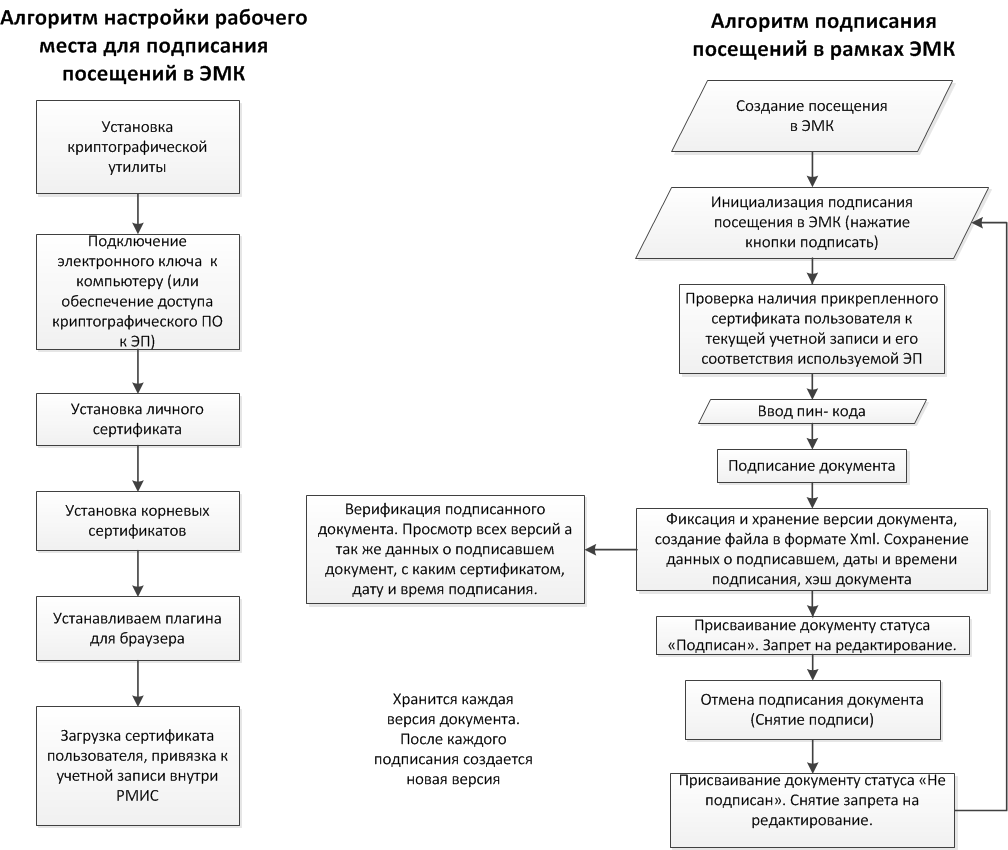 Алгоритм настройки рабочего
места для подписания
посещений в ЭМК
Установка
криптографической
утилиты
Подключение
электронного ключа к
компьютеру (или
обеспечение доступа
криптографического ПО
к ЭП)
Установка личного
сертификата
Установка корневых
сертификатов
Устанавливаем плагина
для браузера
Загрузка сертификата
пользователя, привязка к
учетной записи внутри
РМИС
Алгоритм подписания
посещений в рамках ЭМК
Создание посещения
в ЭМК
Инициализация подписания
посещения в ЭМК (нажатие
кнопки подписать)
Проверка наличия прикрепленного
сертификата пользователя к
текущей учетной записи и его
соответствия используемой ЭП
Ввод пин- кода
Подписание документа
Фиксация и хранение версии документа,
создание файла в формате Xml. Сохранение
данных о подписавшем, даты и времени
подписания, хэш документа
Верификация подписанного
документа. Просмотр всех версий а
так же данных о подписавшем
документ, с каким сертификатом,
дату и время подписания.
Присваивание документу статуса
«Подписан». Запрет на редактирование.
Отмена подписания документа
(Снятие подписи)
Присваивание документу статуса «Не
подписан». Снятие запрета на
редактирование.
Хранится каждая
версия документа.
После каждого
подписания создается
новая версия